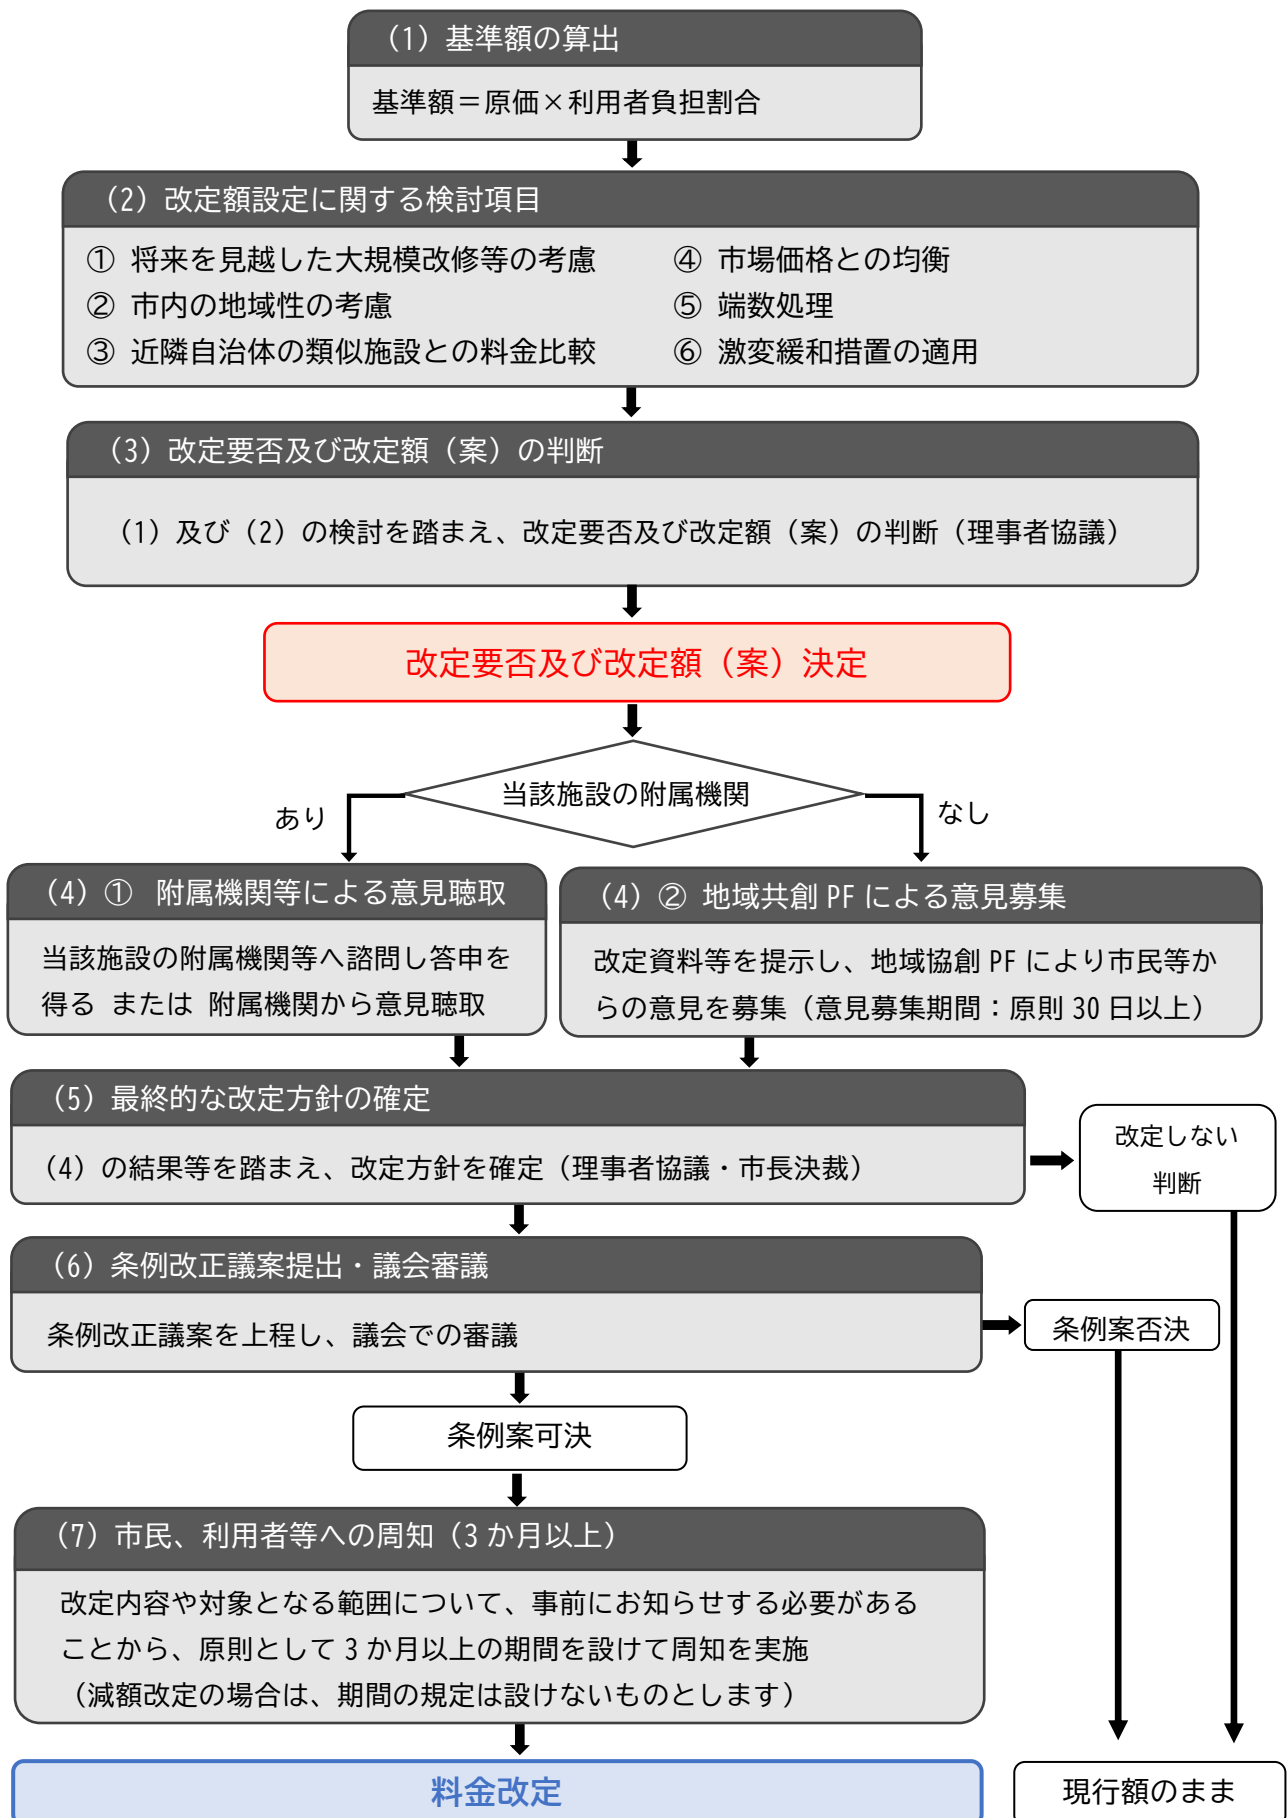 （1）基準額の算出
基準額＝原価×利用者負担割合
（2）改定額設定に関する検討項目
① 将来を見越した大規模改修等の考慮
② 市内の地域性の考慮
③ 近隣自治体の類似施設との料金比較
④ 市場価格との均衡
⑤ 端数処理
⑥ 激変緩和措置の適用
（3）改定要否及び改定額（案）の判断
（1）及び（2）の検討を踏まえ、改定要否及び改定額（案）の判断（理事者協議）
改定要否及び改定額（案）決定
当該施設の附属機関
あり
なし
（4）① 附属機関等による意見聴取
当該施設の附属機関等へ諮問し答申を
得る または 附属機関から意見聴取
（4）② 地域共創 PF による意見募集
改定資料等を提示し、地域協創 PF により市民等か
らの意見を募集（意見募集期間：原則 30 日以上）
（5）最終的な改定方針の確定
（4）の結果等を踏まえ、改定方針を確定（理事者協議・市長決裁）
改定しない
判断
（6）条例改正議案提出・議会審議
条例改正議案を上程し、議会での審議
条例案否決
条例案可決
（7）市民、利用者等への周知（3 か月以上）
改定内容や対象となる範囲について、事前にお知らせする必要がある
ことから、原則として 3 か月以上の期間を設けて周知を実施
（減額改定の場合は、期間の規定は設けないものとします）
料金改定
現行額のまま